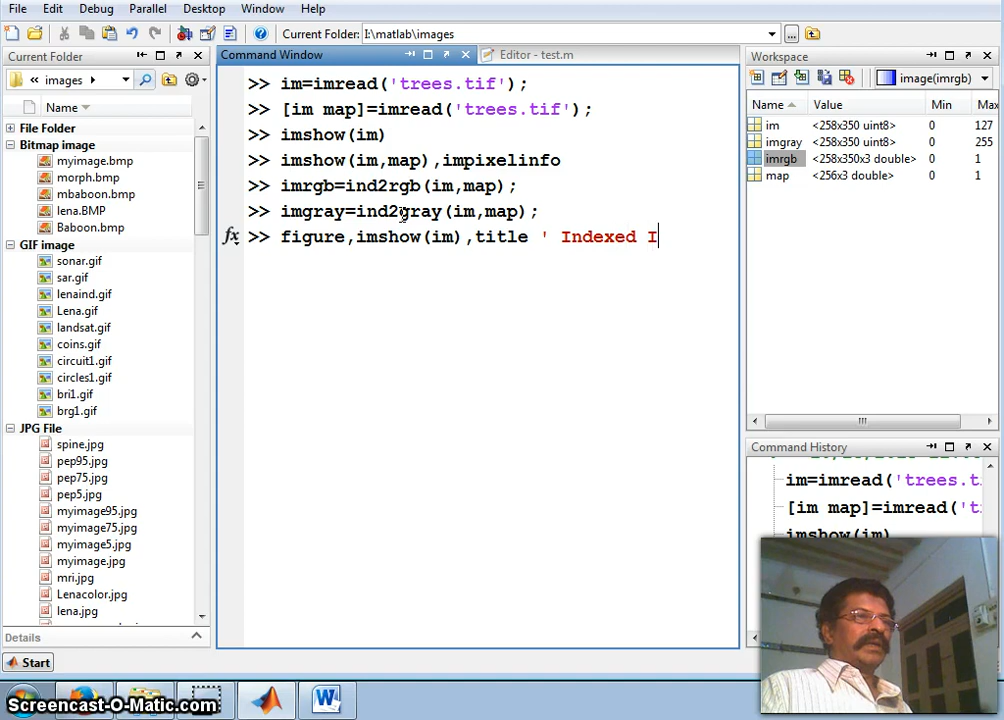 File Edit Debug Parallel Desktop Window Help
Current Folder: I:\matlab\images
Current Folder
Command Window
Editor - test.m
Workspace
« images
image(imrgb)
Name
Name Value Min Max
File Folder
Bitmap image
myimage.bmp
morph.bmp
mbaboon.bmp
lena.BMP
Baboon.bmp
GIF image
sonar.gif
sar.gif
lenaind.gif
Lena.gif
landsat.gif
coins.gif
circuit1.gif
circles1.gif
bri1.gif
brg1.gif
JPG File
spine.jpg
pep95.jpg
pep75.jpg
pep5.jpg
myimage95.jpg
myimage75.jpg
myimage5.jpg
myimage.jpg
mri.jpg
Lenacolor.jpg
lena.jpg
Details
Start
>> im=imread('trees.tif');
>> [im map]=imread('trees.tif');
>> imshow(im)
>> imshow(im,map),impixelinfo
>> imrgb=ind2rgb(im,map);
>> imgray=ind2gray(im,map);
fx >> figure,imshow(im),title ' Indexed I
im <258x350 uint8> 0 127
imgray <258x350 uint8> 0 255
imrgb <258x350x3 double> 0 1
map <256x3 double> 0 1
Command History
im=imread('trees.t
[im map]=imread('t
imshow(im)
Screencast-O-Matic.com